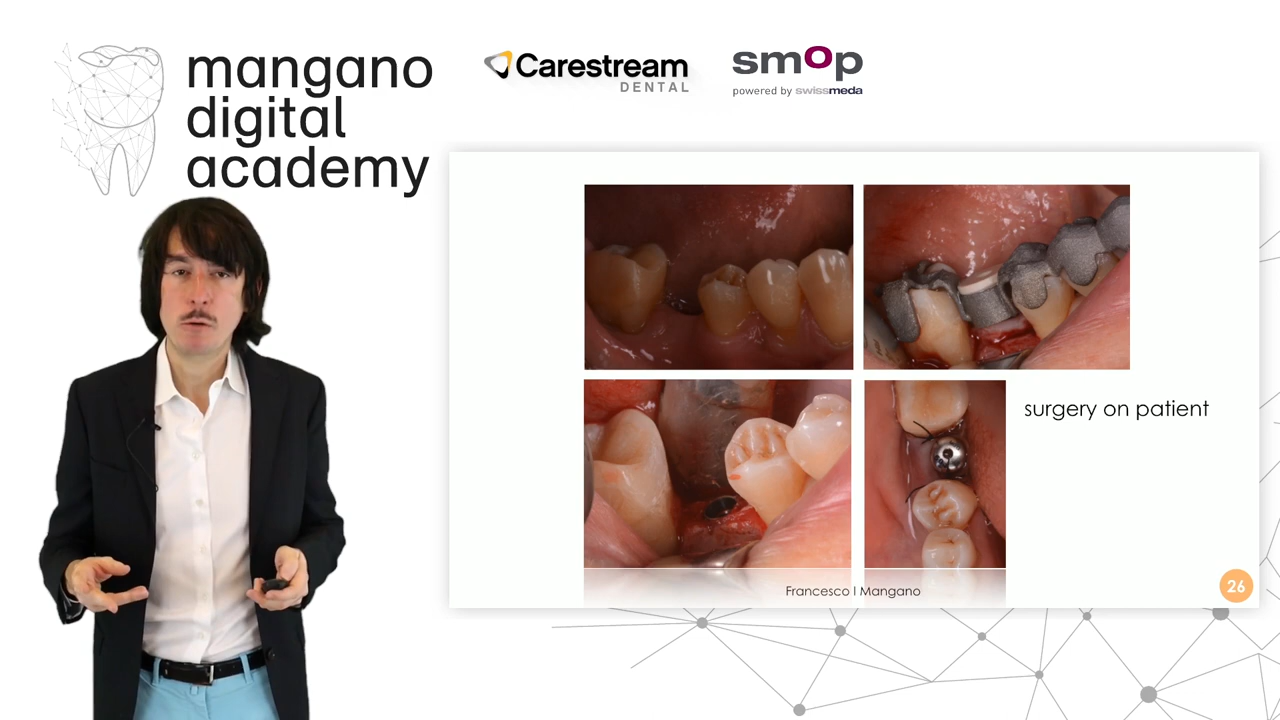 mangano
digital
academy
Carestream
DENTAL
smop
powered by swissmeda
surgery on patient
Francesco I Mangano
26